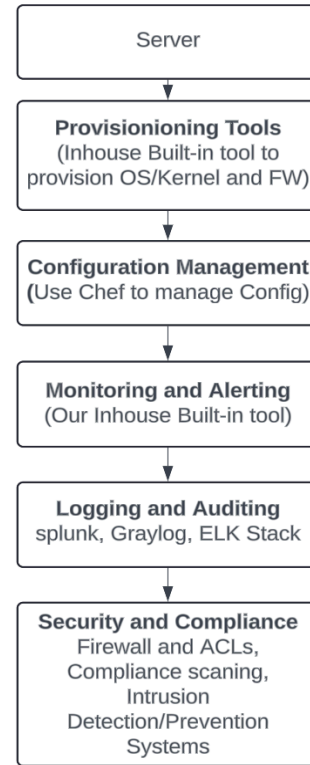 Server
Provisionioning Tools
(Inhouse Built-in tool to
provision OS/Kernel and FW)
Configuration Management
(Use Chef to manage Config)
Monitoring and Alerting
(Our Inhouse Built-in tool)
Logging and Auditing
splunk, Graylog, ELK Stack
Security and Compliance
Firewall and ACLs,
Compliance scaning,
Intrusion
Detection/Prevention
Systems